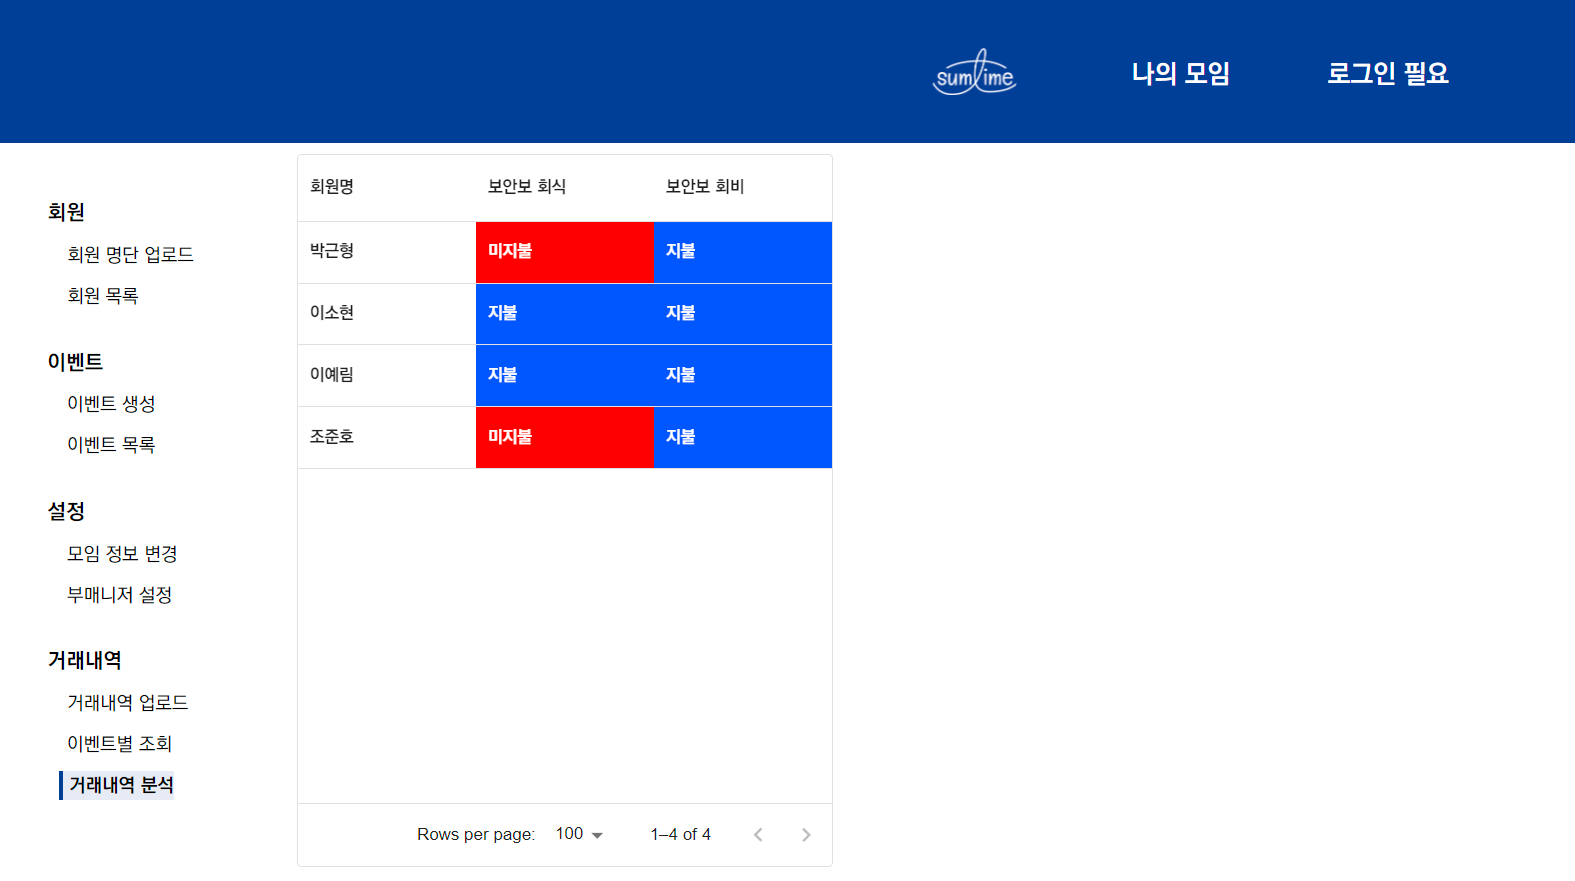 sumtime
나의 모임
로그인 필요
회원
회원 명단 업로드
회원 목록
이벤트
이벤트 생성
이벤트 목록
설정
모임 정보 변경
부매니저 설정
거래내역
거래내역 업로드
이벤트별 조회
거래내역 분석
회원명 보안보 회식 보안보 회비
박근형 미지불 지불
이소현 지불 지불
이예림 지불 지불
조준호 미지불 지불
Rows per page: 100 1–4 of 4